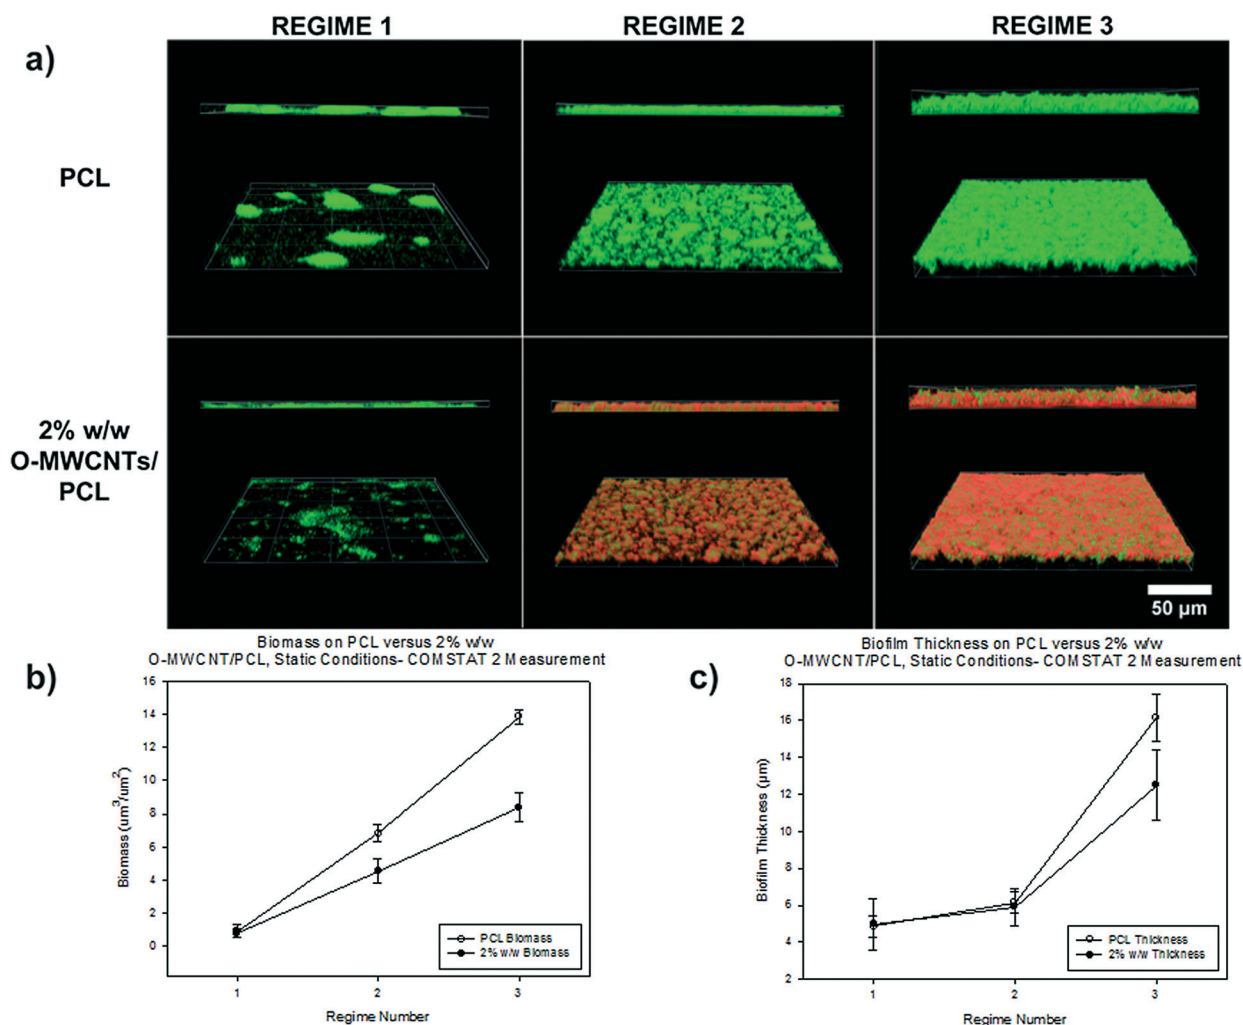 REGIME 1
REGIME 2
REGIME 3
a)
PCL
2% w/w
O-MWCNTs/
PCL
50 µm
b)
Biomass on PCL versus 2% w/w
O-MWCNT/PCL, Static Conditions- COMSTAT 2 Measurement
16
14
12
10
8
6
4
2
0
Biomass (um³/um²)
PCL Biomass
2% w/w Biomass
1
2
3
Regime Number
c)
Biofilm Thickness on PCL versus 2% w/w
O-MWCNT/PCL, Static Conditions- COMSTAT 2 Measurement
18
16
14
12
10
8
6
4
2
Biofilm Thickness (µm)
PCL Thickness
2% w/w Thickness
1
2
3
Regime Number